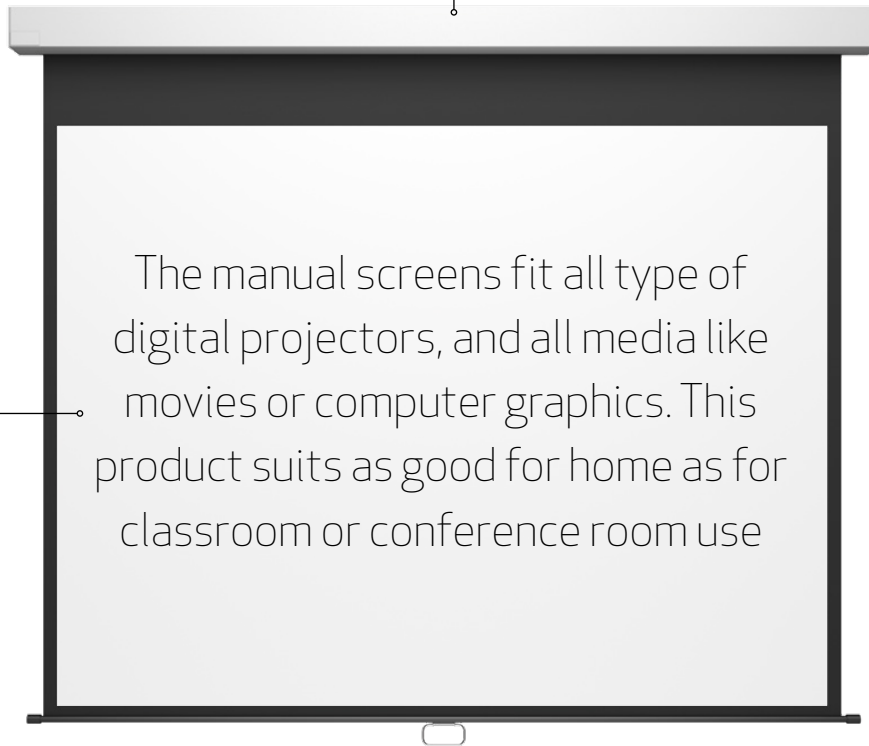 The manual screens fit all type of
digital projectors, and all media like
movies or computer graphics. This
product suits as good for home as for
classroom or conference room use